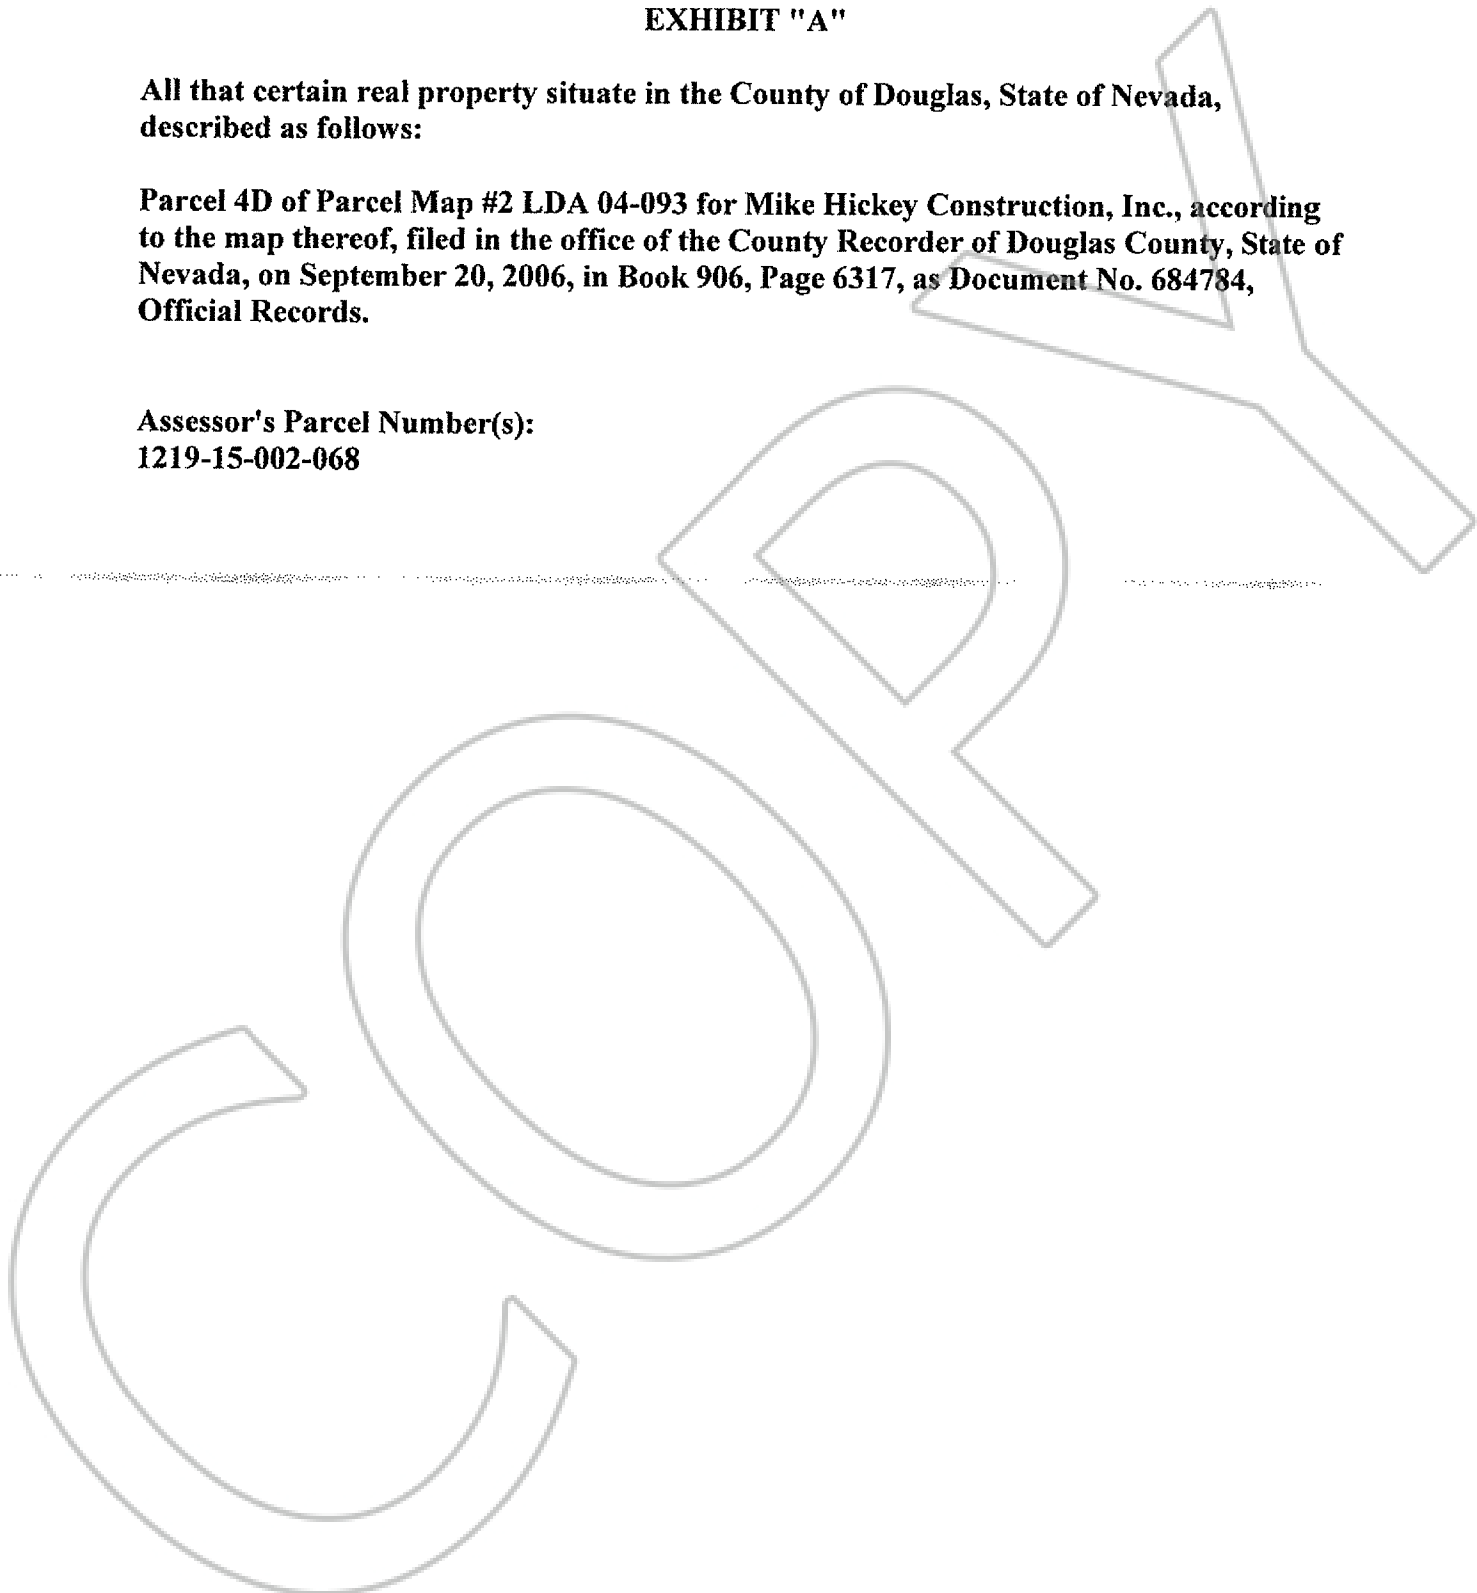 EXHIBIT "A"
All that certain real property situate in the County of Douglas, State of Nevada,
described as follows:
Parcel 4D of Parcel Map #2 LDA 04-093 for Mike Hickey Construction, Inc., according
to the map thereof, filed in the office of the County Recorder of Douglas County, State of
Nevada, on September 20, 2006, in Book 906, Page 6317, as Document No. 684784,
Official Records.
Assessor's Parcel Number(s):
1219-15-002-068
COPY